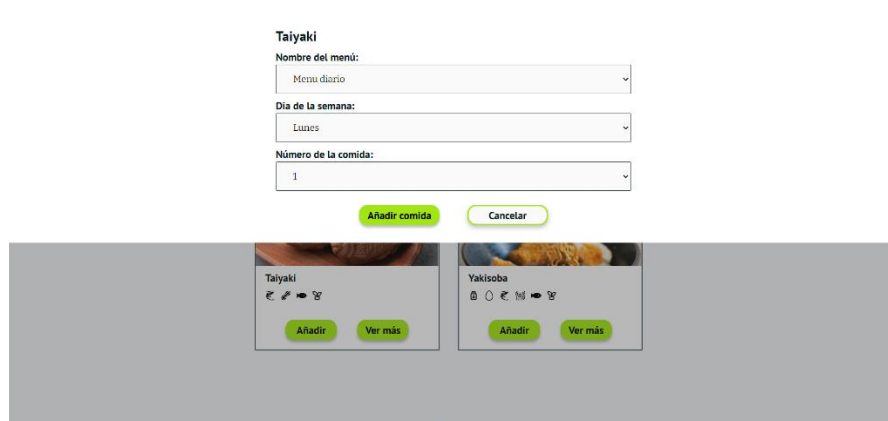 Taiyaki
Nombre del menú:
Menu diario
Día de la semana:
Lunes
Número de la comida:
1
Añadir comida
Cancelar
Taiyaki
Yakisoba
Añadir
Ver más
Añadir
Ver más